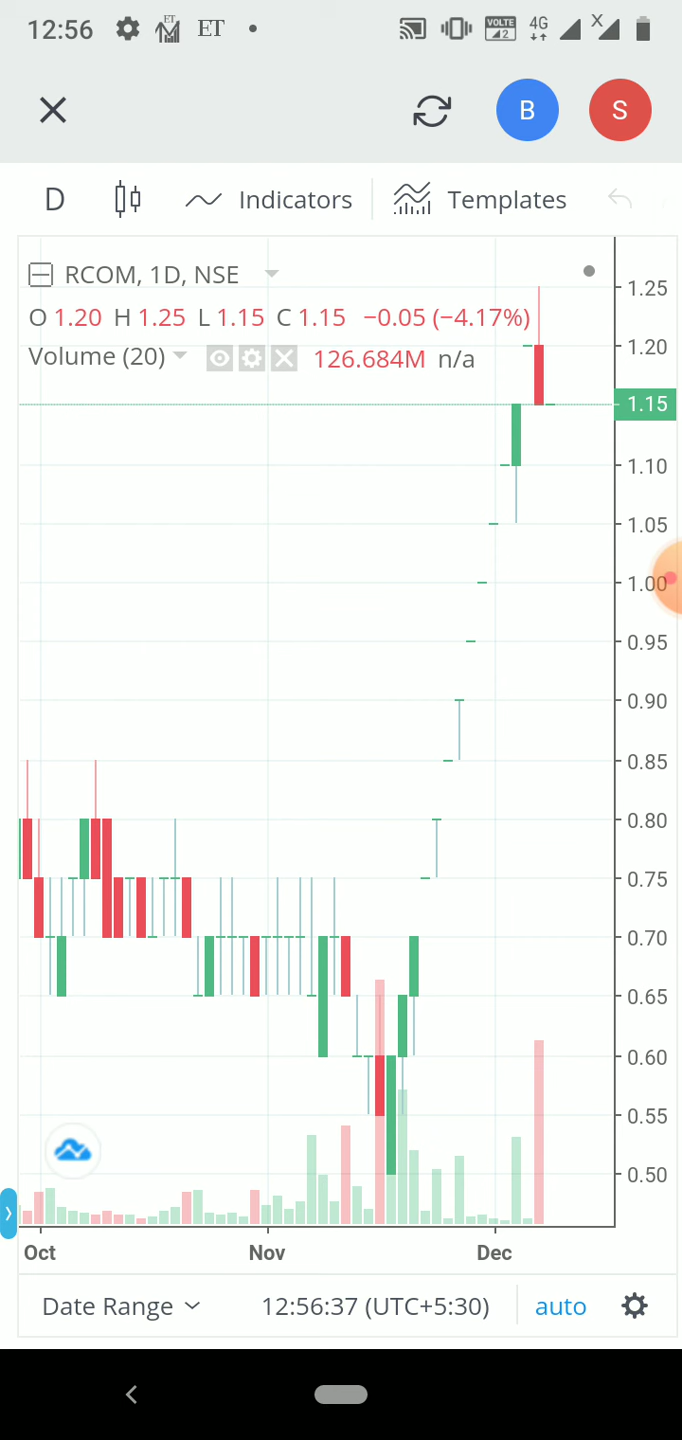 12:56 ET ET VOLTE 2 4G X
B S
D Indicators Templates
RCOM, 1D, NSE
O 1.20 H 1.25 L 1.15 C 1.15 −0.05 (−4.17%)
Volume (20) 126.684M n/a
1.25
1.20
1.15
1.10
1.05
1.00
0.95
0.90
0.85
0.80
0.75
0.70
0.65
0.60
0.55
0.50
Oct Nov Dec
Date Range 12:56:37 (UTC+5:30) auto